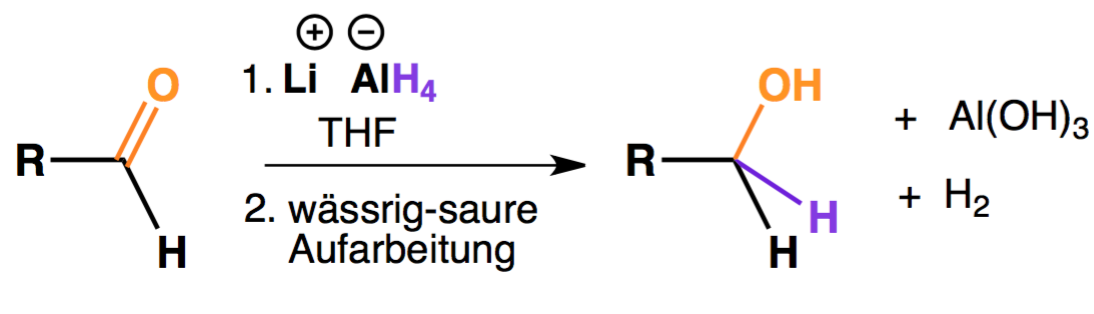 O
R
H
⊕ ⊖
1. Li AlH₄
THF
2. wässrig-saure
Aufarbeitung
OH
R
H
H
+ Al(OH)₃
+ H₂